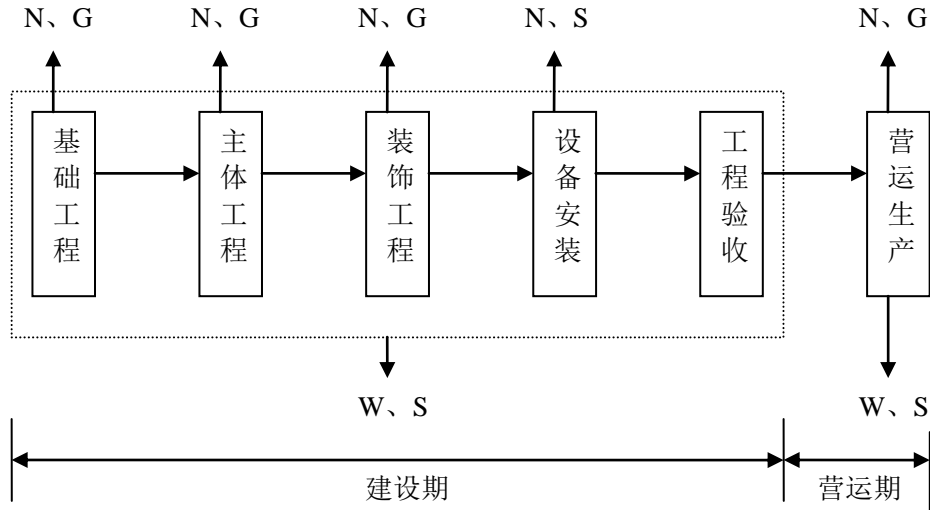 N、G
N、G
N、G
N、S
N、G
基础工程
主体工程
装饰工程
设备安装
工程验收
营运生产
W、S
W、S
建设期
营运期